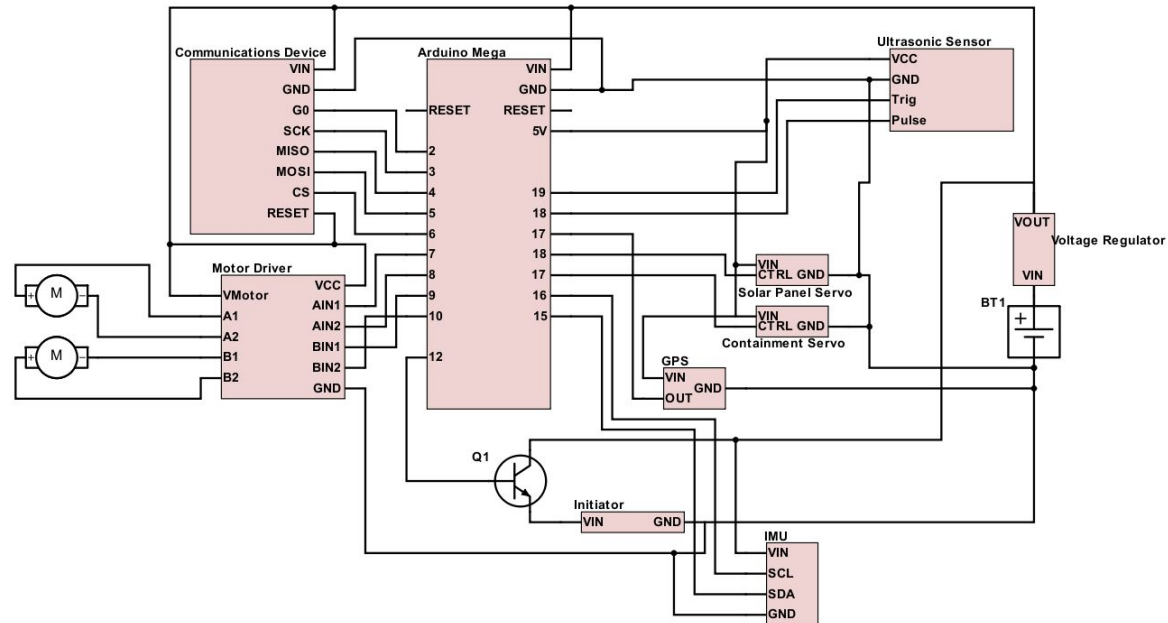 Communications Device
VIN
GND
G0
SCK
MISO
MOSI
CS
RESET
Arduino Mega
VIN
GND
RESET
RESET
5V
2
3
4
5
6
7
8
9
10
12
19
18
17
18
17
16
15
Ultrasonic Sensor
VCC
GND
Trig
Pulse
VOUT
VIN
Voltage Regulator
BT1
+
Motor Driver
VCC
VMotor
AIN1
A1
AIN2
A2
BIN1
B1
BIN2
B2
GND
+ M -
+ M -
VIN
CTRL GND
Solar Panel Servo
VIN
CTRL GND
Containment Servo
GPS
VIN
GND
OUT
Q1
Initiator
VIN GND
IMU
VIN
SCL
SDA
GND